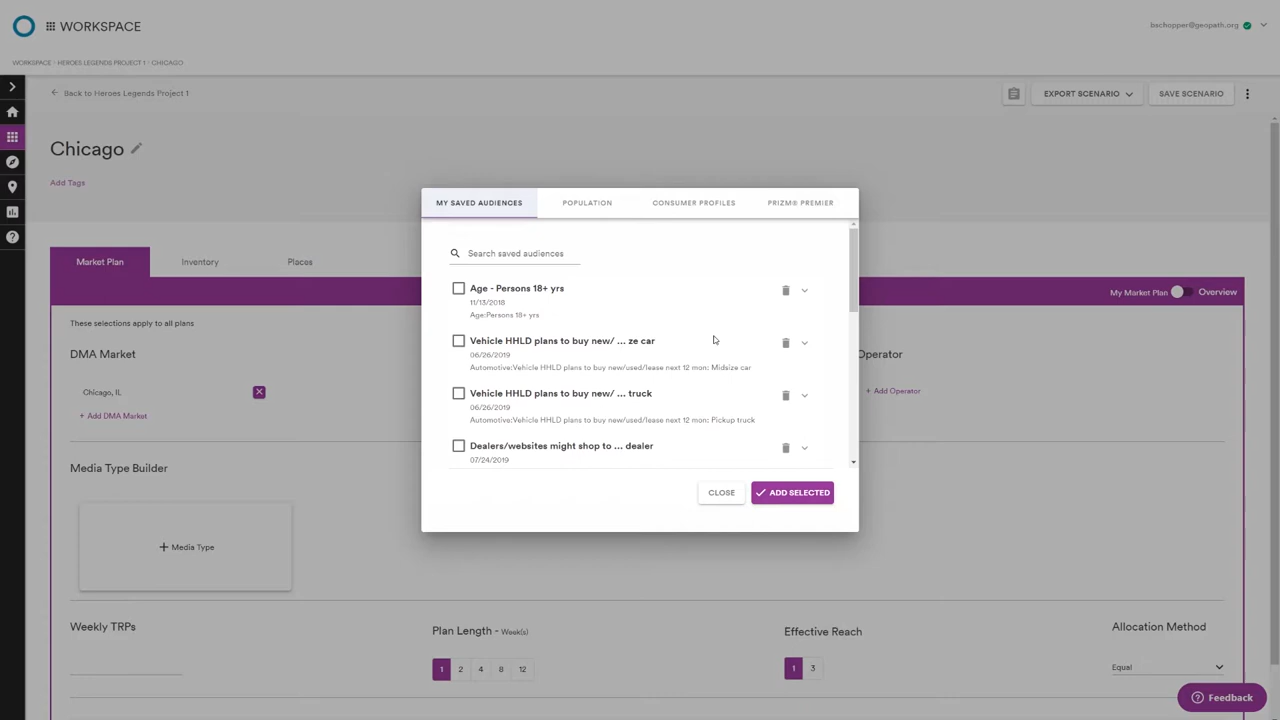 WORKSPACE
bschopper@geopath.org
WORKSPACE > HEROES LEGENDS PROJECT 1 > CHICAGO
Back to Heroes Legends Project 1
EXPORT SCENARIO
SAVE SCENARIO
Chicago
Add Tags
MY SAVED AUDIENCES
POPULATION
CONSUMER PROFILES
PRIZM® PREMIER
Search saved audiences
Age - Persons 18+ yrs
11/13/2018
Age:Persons 18+ yrs
Vehicle HHLD plans to buy new/ ... ze car
06/26/2019
Automotive:Vehicle HHLD plans to buy new/used/lease next 12 mon: Midsize car
Vehicle HHLD plans to buy new/ ... truck
06/26/2019
Automotive:Vehicle HHLD plans to buy new/used/lease next 12 mon: Pickup truck
Dealers/websites might shop to ... dealer
07/24/2019
CLOSE
ADD SELECTED
Market Plan
Inventory
Places
My Market Plan
Overview
These selections apply to all plans
DMA Market
Operator
Chicago, IL
+ Add Operator
+ Add DMA Market
Media Type Builder
+ Media Type
Weekly TRPs
Plan Length - Week(s)
Effective Reach
Allocation Method
1 2 4 8 12
1 3
Equal
Feedback